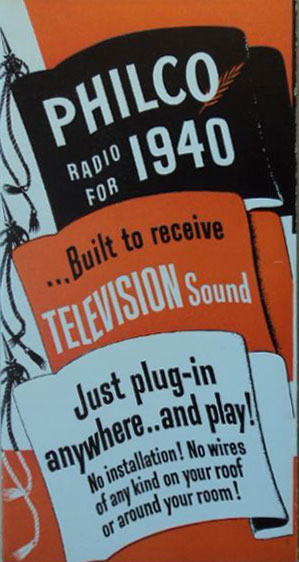 PHILCO
RADIO
FOR 1940
...Built to receive
TELEVISION Sound
Just plug-in
anywhere..and play!
No installation! No wires
of any kind on your roof
or around your room!